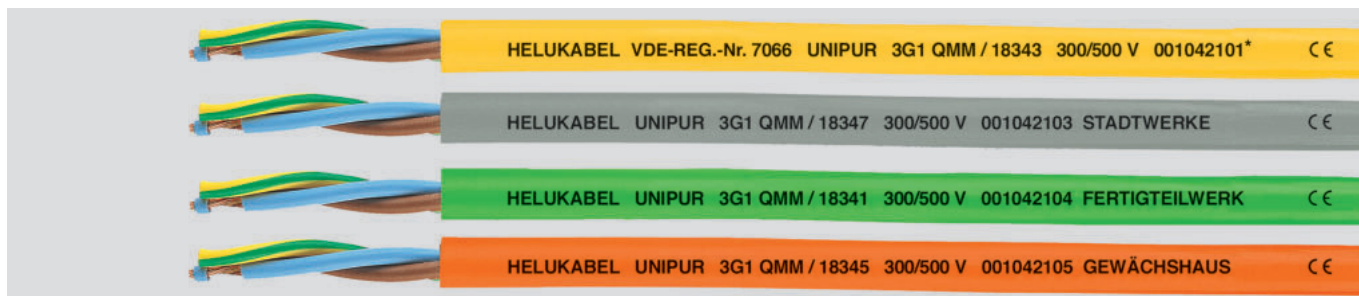 HELUKABEL VDE-REG.-Nr. 7066 UNIPUR 3G1 QMM / 18343 300/500 V 001042101* CE
HELUKABEL UNIPUR 3G1 QMM / 18347 300/500 V 001042103 STADTWERKE CE
HELUKABEL UNIPUR 3G1 QMM / 18341 300/500 V 001042104 FERTIGTEILWERK CE
HELUKABEL UNIPUR 3G1 QMM / 18345 300/500 V 001042105 GEWÄCHSHAUS CE